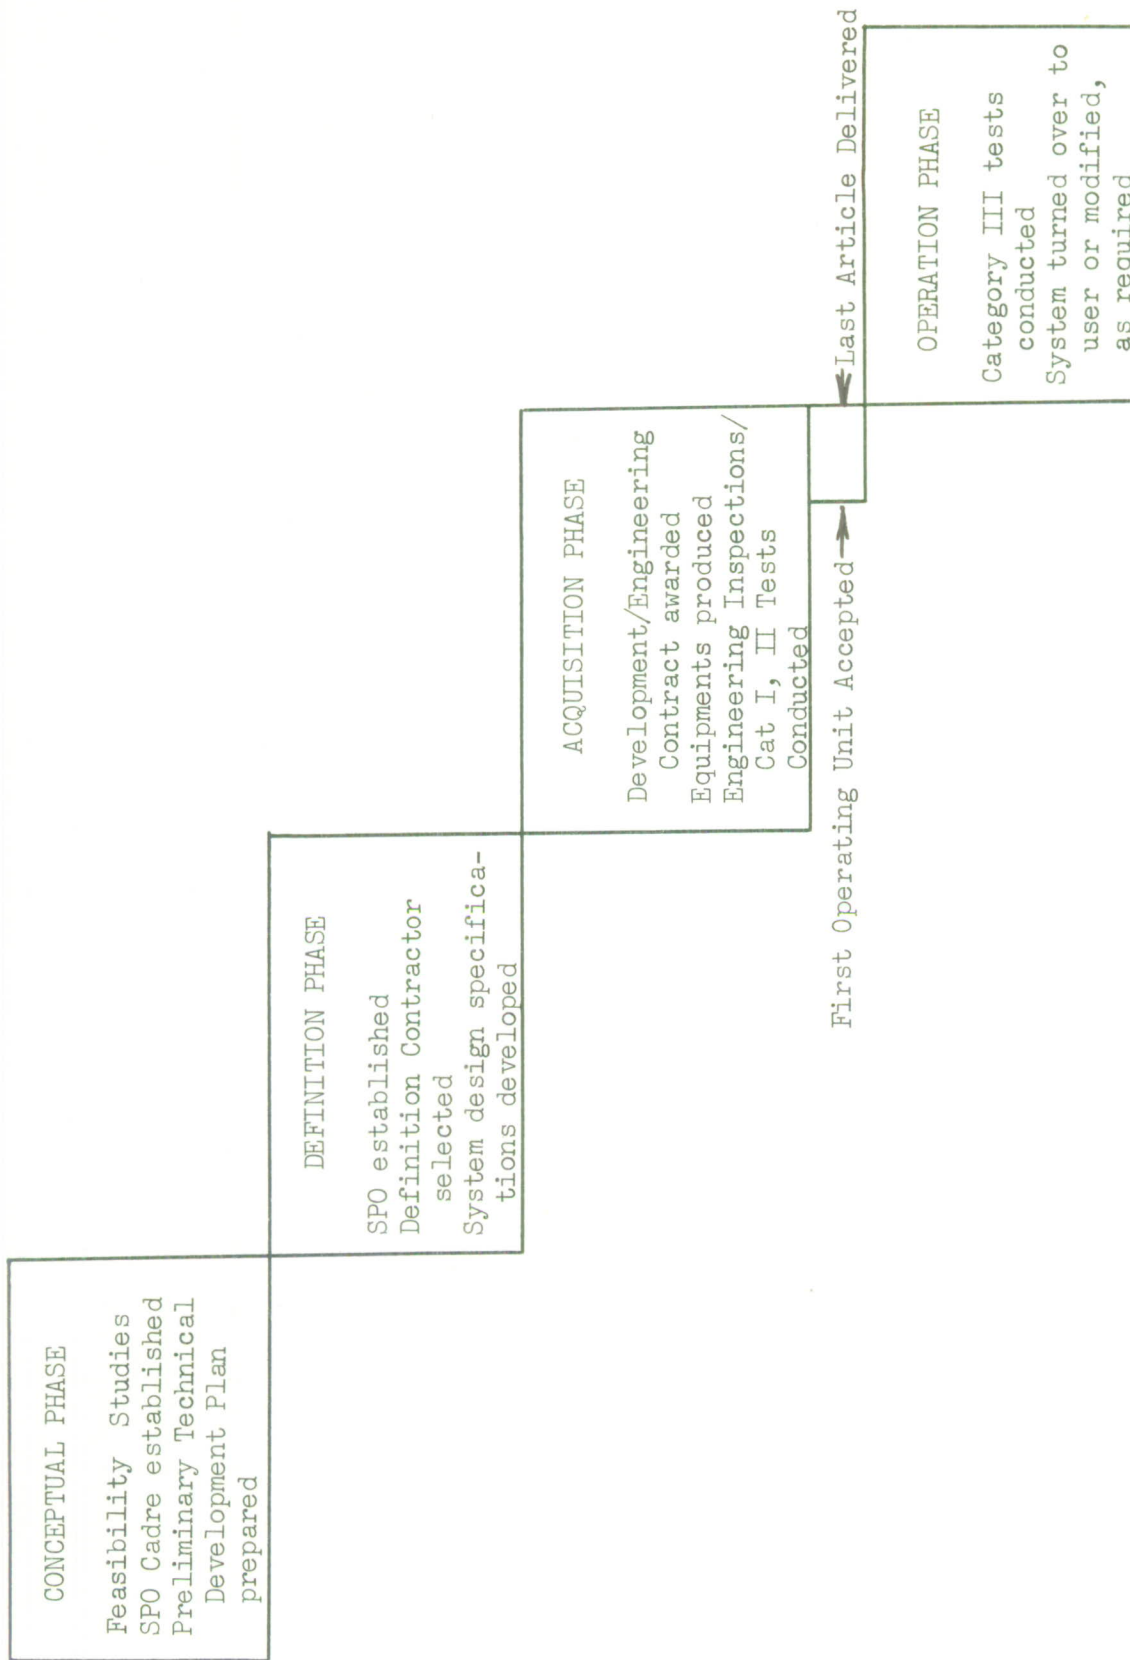 CONCEPTUAL PHASE
Feasibility Studies
SPO Cadre established
Preliminary Technical
Development Plan
prepared
DEFINITION PHASE
SPO established
Definition Contractor
selected
System design specifica-
tions developed
ACQUISITION PHASE
Development/Engineering
Contract awarded
Equipments produced
Engineering Inspections/
Cat I, II Tests
Conducted
First Operating Unit Accepted
Last Article Delivered
OPERATION PHASE
Category III tests
conducted
System turned over to
user or modified,
as required